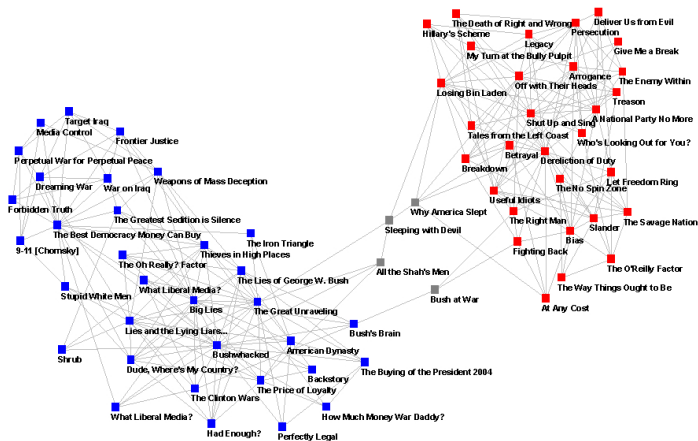 The Death of Right and Wrong
Deliver Us from Evil
Hillary's Scheme
Persecution
Legacy
Give Me a Break
My Turn at the Bully Pulpit
Arrogance
The Enemy Within
Losing Bin Laden
Off with Their Heads
Treason
Target Iraq
Media Control
Shut Up and Sing
A National Party No More
Frontier Justice
Tales from the Left Coast
Who's Looking Out for You?
Perpetual War for Perpetual Peace
Breakdown
Betrayal
Dereliction of Duty
Dreaming War
War on Iraq
Weapons of Mass Deception
The No Spin Zone
Let Freedom Ring
Forbidden Truth
Useful Idiots
Why America Slept
The Greatest Sedition is Silence
The Right Man
Slander
The Savage Nation
The Best Democracy Money Can Buy
Sleeping with Devil
Bias
9-11 [Chomsky]
The Iron Triangle
Thieves in High Places
Fighting Back
The Oh Really? Factor
All the Shah's Men
The O'Reilly Factor
The Lies of George W. Bush
What Liberal Media?
The Way Things Ought to Be
Stupid White Men
Bush at War
Big Lies
The Great Unraveling
At Any Cost
Lies and the Lying Liars...
Bush's Brain
Shrub
Bushwhacked
American Dynasty
Dude, Where's My Country?
Backstory
The Buying of the President 2004
The Clinton Wars
The Price of Loyalty
What Liberal Media?
How Much Money War Daddy?
Had Enough?
Perfectly Legal